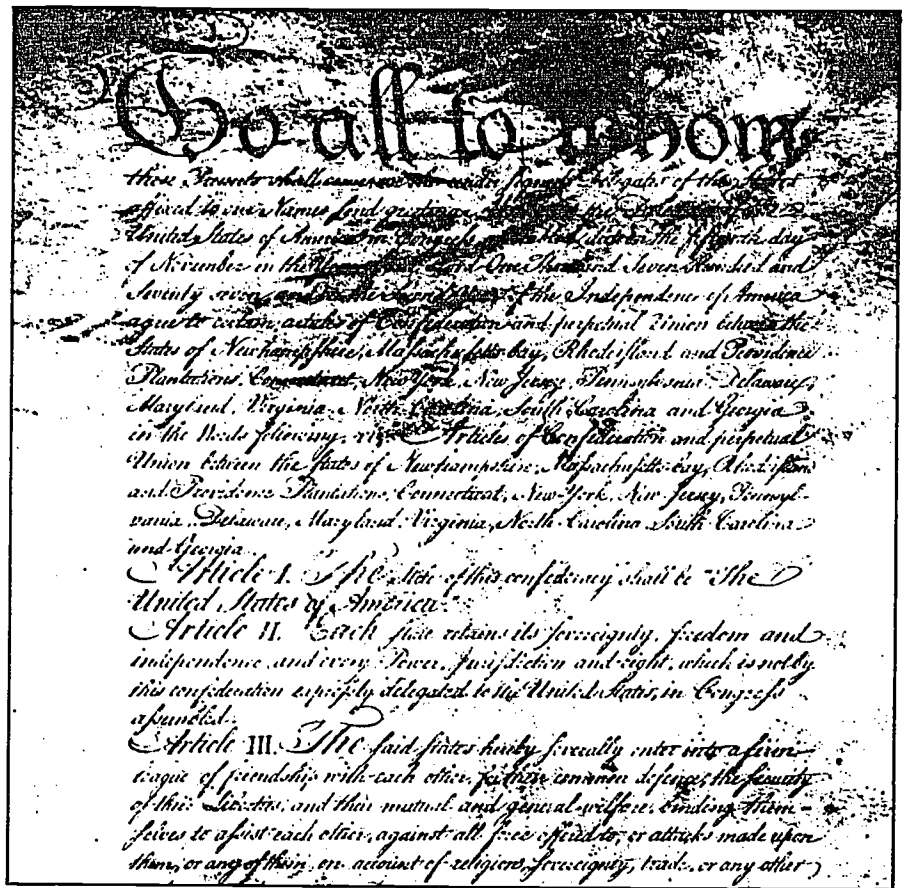 To all to whom
these Presents shall come we the under signed Delegates of the States
affixed to our Names send greeting. Whereas the Delegates of the
United States of America in Congress assembled did on the fifteenth day
of November in the Year of our Lord One Thousand Seven Hundred and
Seventy seven, and in the Second Year of the Independence of America
agree to certain articles of Confederation and perpetual Union between the
States of Newhampshire, Massachusetts-bay, Rhodeisland and Providence
Plantations, Connecticut, New York, New Jersey, Pennsylvania, Delaware,
Maryland, Virginia, North-Carolina, South-Carolina and Georgia
in the Words following, viz. Articles of Confederation and perpetual
Union between the states of Newhampshire, Massachusetts-bay, Rhodeisland
and Providence Plantations, Connecticut, New-York, New-Jersey, Pennsyl-
vania, Delaware, Maryland, Virginia, North-Carolina, South-Carolina
and Georgia.
Article I. The Stile of this confederacy shall be "The
United States of America."
Article II. Each state retains its sovereignty, freedom and
independence, and every Power, Jurisdiction and right, which is not by
this confederation expressly delegated to the United States, in Congress
assembled.
Article III. The said states hereby severally enter into a firm
league of friendship with each other, for their common defence, the security
of their Liberties, and their mutual and general welfare, binding them-
selves to assist each other, against all force offered to, or attacks made upon
them, or any of them, on account of religion, sovereignty, trade, or any other